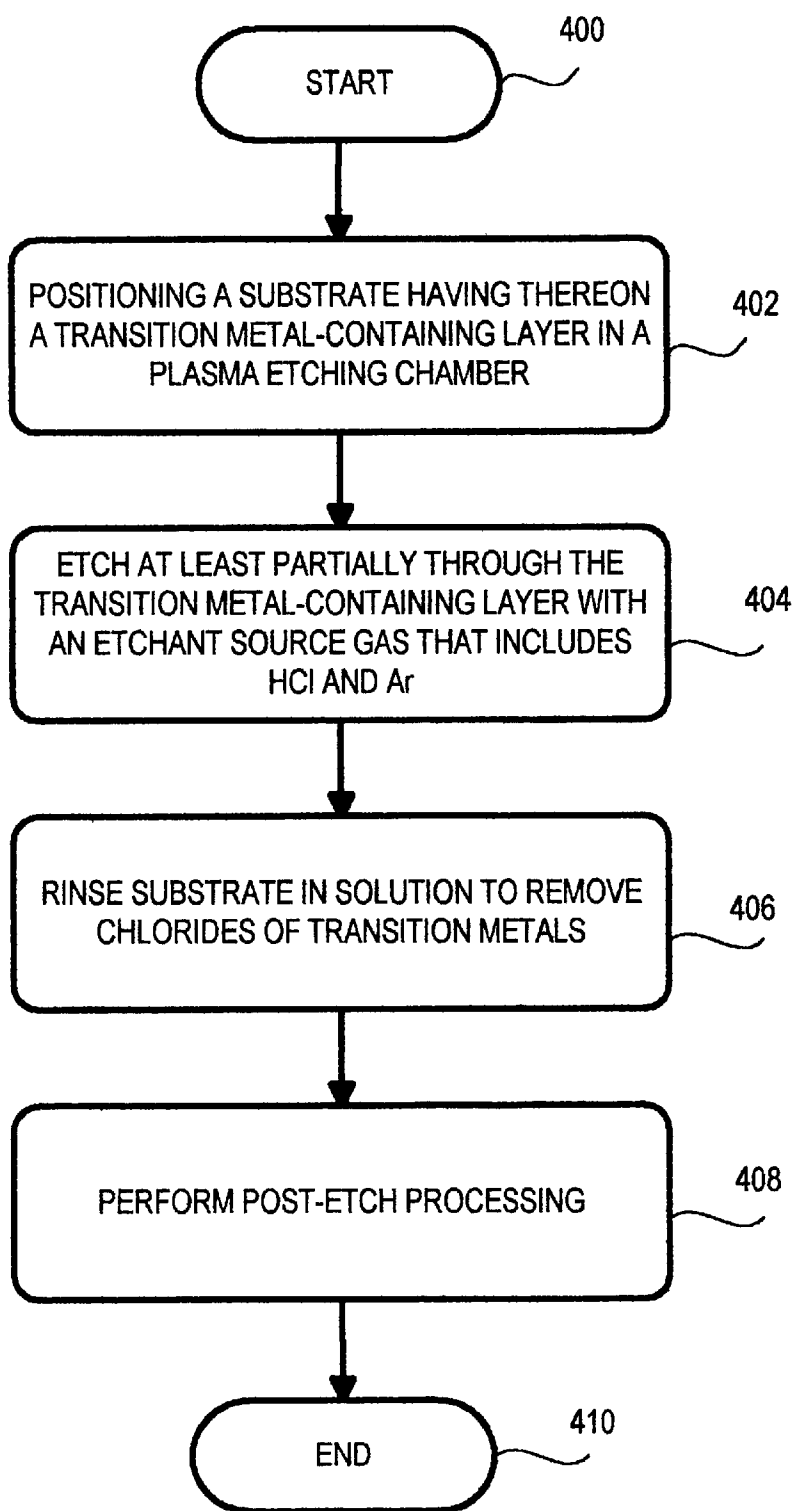 400
START
POSITIONING A SUBSTRATE HAVING THEREON
A TRANSITION METAL-CONTAINING LAYER IN A
PLASMA ETCHING CHAMBER
402
ETCH AT LEAST PARTIALLY THROUGH THE
TRANSITION METAL-CONTAINING LAYER WITH
AN ETCHANT SOURCE GAS THAT INCLUDES
HCl AND Ar
404
RINSE SUBSTRATE IN SOLUTION TO REMOVE
CHLORIDES OF TRANSITION METALS
406
PERFORM POST-ETCH PROCESSING
408
END
410